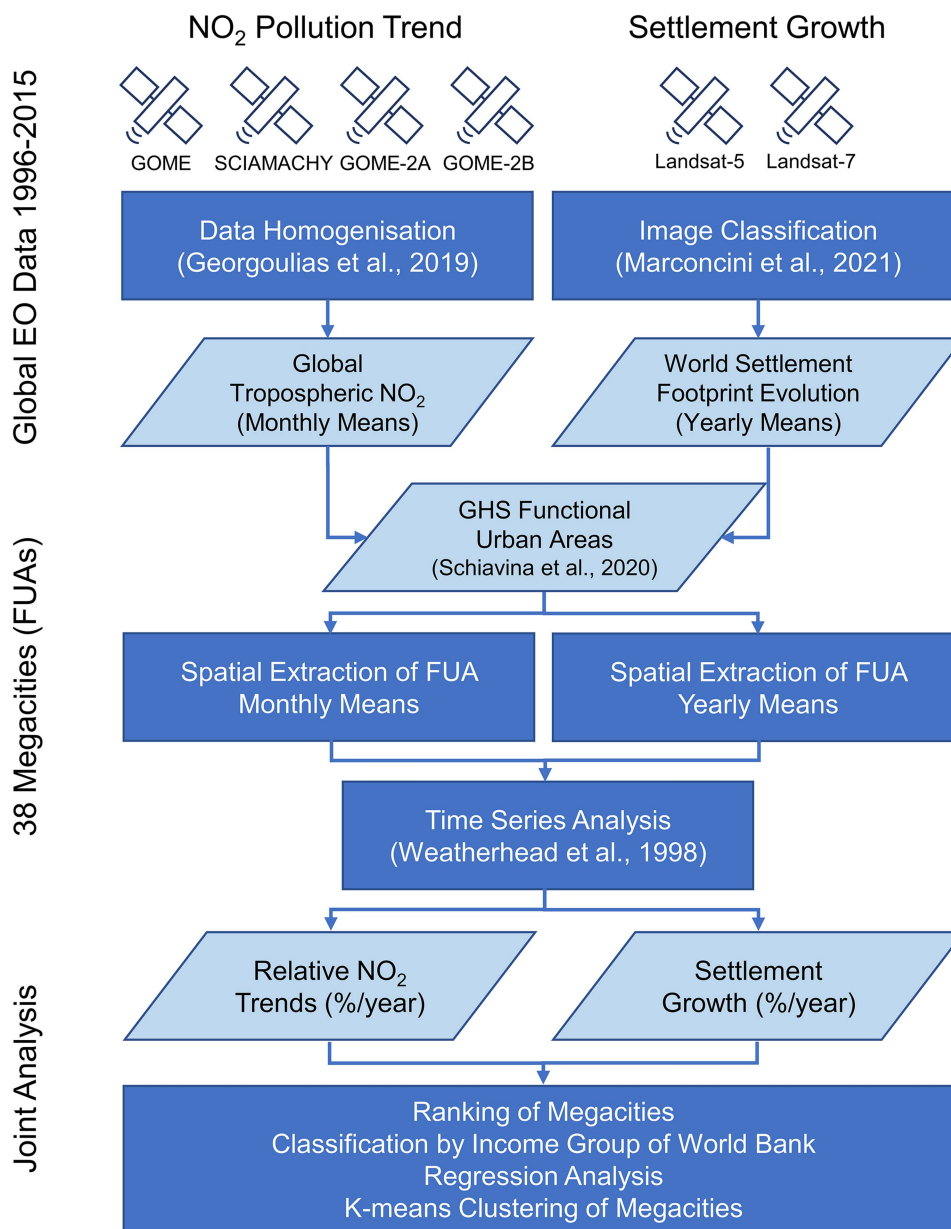 NO₂ Pollution Trend
Settlement Growth
Global EO Data 1996-2015
GOME
SCIAMACHY
GOME-2A
GOME-2B
Landsat-5
Landsat-7
Data Homogenisation
(Georgoulias et al., 2019)
Image Classification
(Marconcini et al., 2021)
Global
Tropospheric NO₂
(Monthly Means)
World Settlement
Footprint Evolution
(Yearly Means)
38 Megacities (FUAs)
GHS Functional
Urban Areas
(Schiavina et al., 2020)
Spatial Extraction of FUA
Monthly Means
Spatial Extraction of FUA
Yearly Means
Time Series Analysis
(Weatherhead et al., 1998)
Joint Analysis
Relative NO₂
Trends (%/year)
Settlement
Growth (%/year)
Ranking of Megacities
Classification by Income Group of World Bank
Regression Analysis
K-means Clustering of Megacities